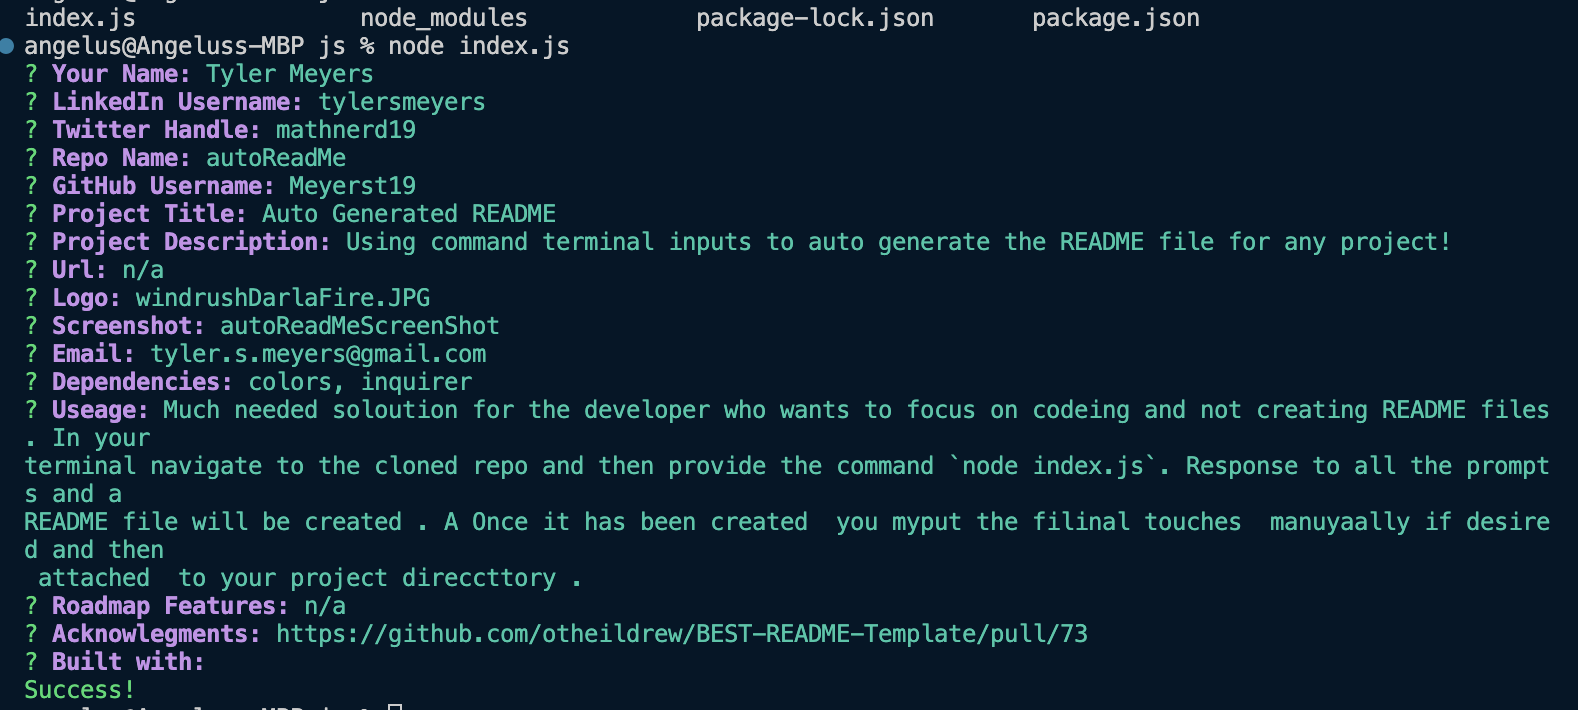 index.js                node_modules            package-lock.json       package.json
angelus@Angeluss-MBP js % node index.js
? Your Name: Tyler Meyers
? LinkedIn Username: tylersmeyers
? Twitter Handle: mathnerd19
? Repo Name: autoReadMe
? GitHub Username: Meyerst19
? Project Title: Auto Generated README
? Project Description: Using command terminal inputs to auto generate the README file for any project!
? Url: n/a
? Logo: windrushDarlaFire.JPG
? Screenshot: autoReadMeScreenShot
? Email: tyler.s.meyers@gmail.com
? Dependencies: colors, inquirer
? Useage: Much needed soloution for the developer who wants to focus on codeing and not creating README files
. In your
terminal navigate to the cloned repo and then provide the command `node index.js`. Response to all the prompt
s and a
README file will be created . A Once it has been created  you myput the filinal touches  manuyaally if desire
d and then
 attached  to your project direccttory .
? Roadmap Features: n/a
? Acknowlegments: https://github.com/otheildrew/BEST-README-Template/pull/73
? Built with:
Success!